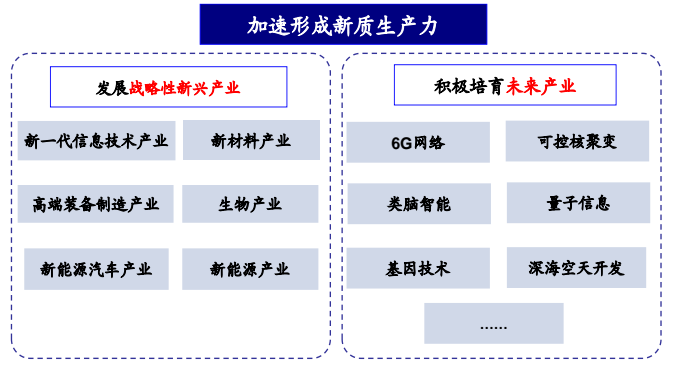 加速形成新质生产力
发展战略性新兴产业
新一代信息技术产业
新材料产业
高端装备制造产业
生物产业
新能源汽车产业
新能源产业
积极培育未来产业
6G网络
可控核聚变
类脑智能
量子信息
基因技术
深海空天开发
......